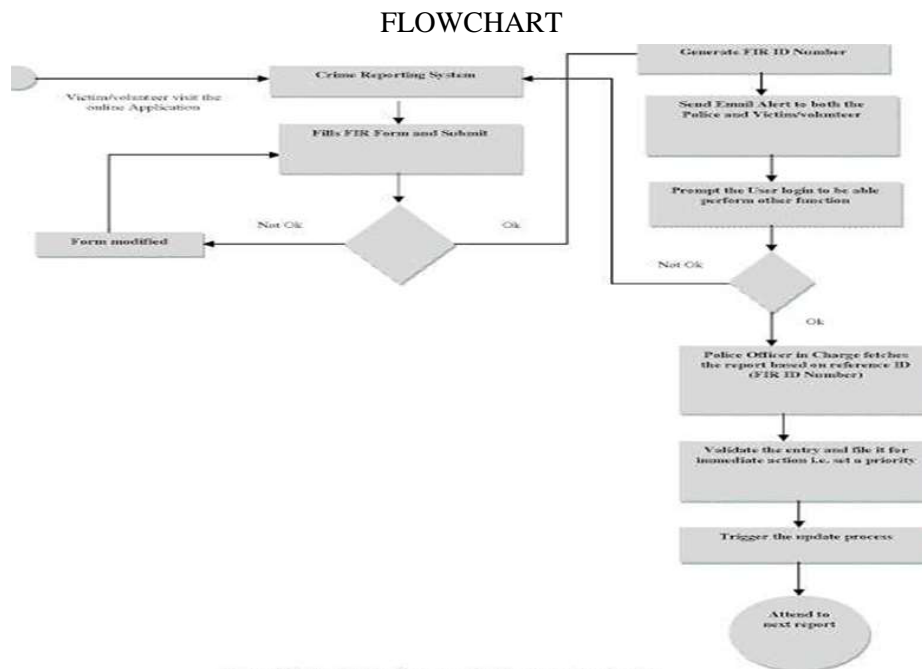 FLOWCHART
Crime Reporting System
Victim/volunteer visit the
online Application
Fills FIR Form and Submit
Not Ok
Ok
Form modified
Generate FIR ID Number
Send Email Alert to both the
Police and Victim/volunteer
Prompt the User login to be able
perform other function
Not Ok
Ok
Police Officer in Charge fetches
the report based on reference ID
(FIR ID Number)
Validate the entry and file it for
immediate action i.e. set a priority
Trigger the update process
Attend to
next report